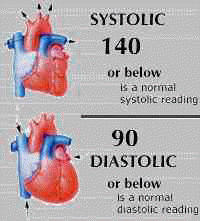 SYSTOLIC
140
or below
is a normal
systolic reading
90
DIASTOLIC
or below
is a normal
diastolic reading